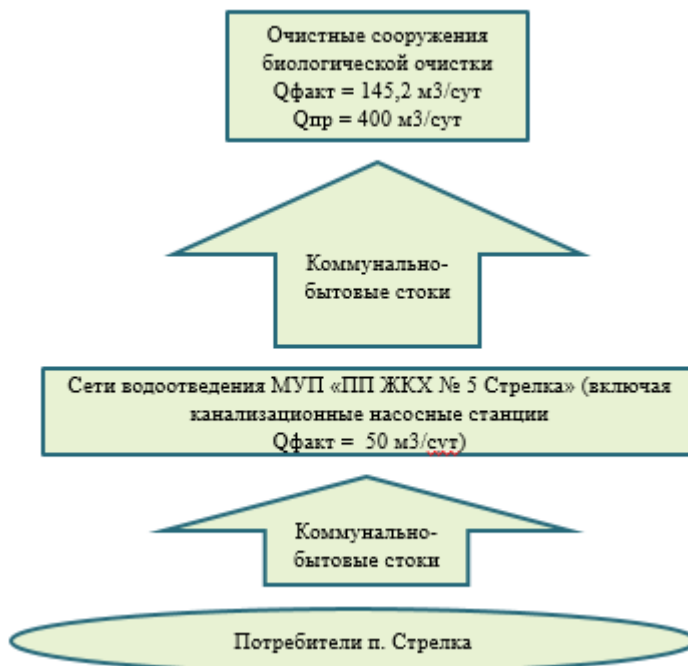 Очистные сооружения
биологической очистки
Qфакт = 145,2 м3/сут
Qпр = 400 м3/сут
Коммунально-
бытовые стоки
Сети водоотведения МУП «ПП ЖКХ № 5 Стрелка» (включая
канализационные насосные станции
Qфакт =  50 м3/сут)
Коммунально-
бытовые стоки
Потребители п. Стрелка